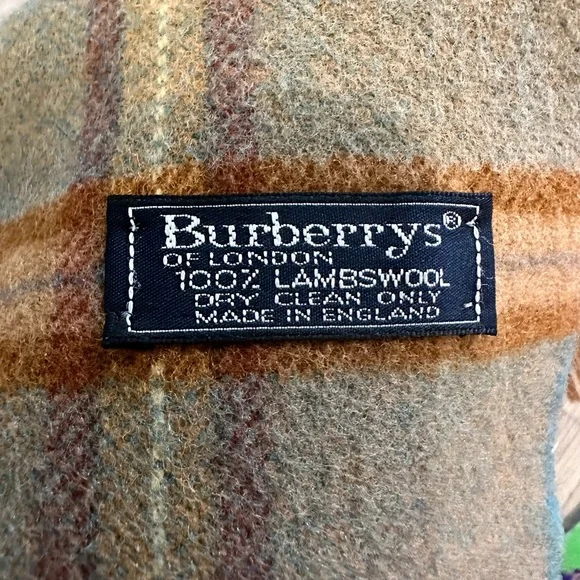 Burberrys®
OF LONDON
100% LAMBSWOOL
DRY CLEAN ONLY
MADE IN ENGLAND